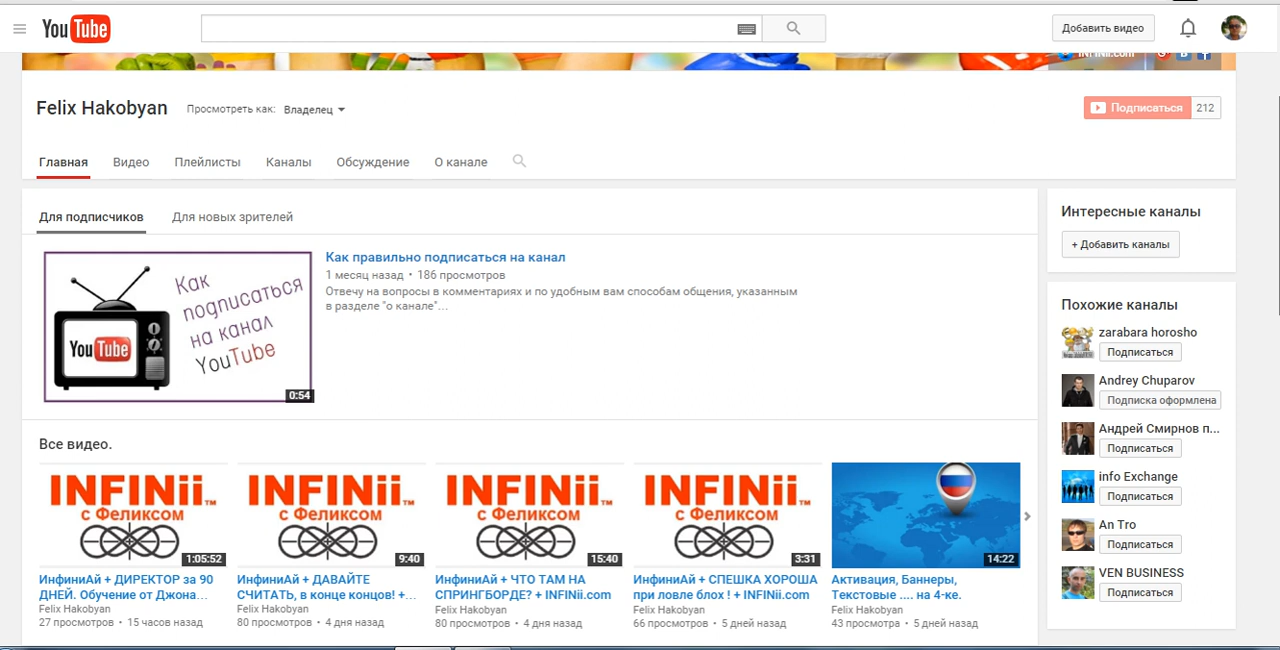 YouTube
Добавить видео
INFINii.com
Felix Hakobyan
Просмотреть как: Владелец
Подписаться 212
Главная Видео Плейлисты Каналы Обсуждение О канале
Для подписчиков Для новых зрителей
Как
подписаться
на канал
YouTube
YouTube
0:54
Как правильно подписаться на канал
1 месяц назад • 186 просмотров
Отвечу на вопросы в комментариях и по удобным вам способам общения, указанным
в разделе "о канале"...
Все видео.
INFINii™
с Феликсом
1:05:52
ИнфиниАй + ДИРЕКТОР за 90
ДНЕЙ. Обучение от Джона...
Felix Hakobyan
27 просмотров • 15 часов назад
INFINii™
с Феликсом
9:40
ИнфиниАй + ДАВАЙТЕ
СЧИТАТЬ, в конце концов! +...
Felix Hakobyan
80 просмотров • 4 дня назад
INFINii™
с Феликсом
15:40
ИнфиниАй + ЧТО ТАМ НА
СПРИНГБОРДЕ? + INFINii.com
Felix Hakobyan
80 просмотров • 4 дня назад
INFINii™
с Феликсом
3:31
ИнфиниАй + СПЕШКА ХОРОША
при ловле блох ! + INFINii.com
Felix Hakobyan
66 просмотров • 5 дней назад
14:22
Активация, Баннеры,
Текстовые .... на 4-ке.
Felix Hakobyan
43 просмотра • 5 дней назад
Интересные каналы
+ Добавить каналы
Похожие каналы
zarabara horosho
Подписаться
Andrey Chuparov
Подписка оформлена
Андрей Смирнов п...
Подписаться
info Exchange
Подписаться
An Tro
Подписаться
VEN BUSINESS
Подписаться